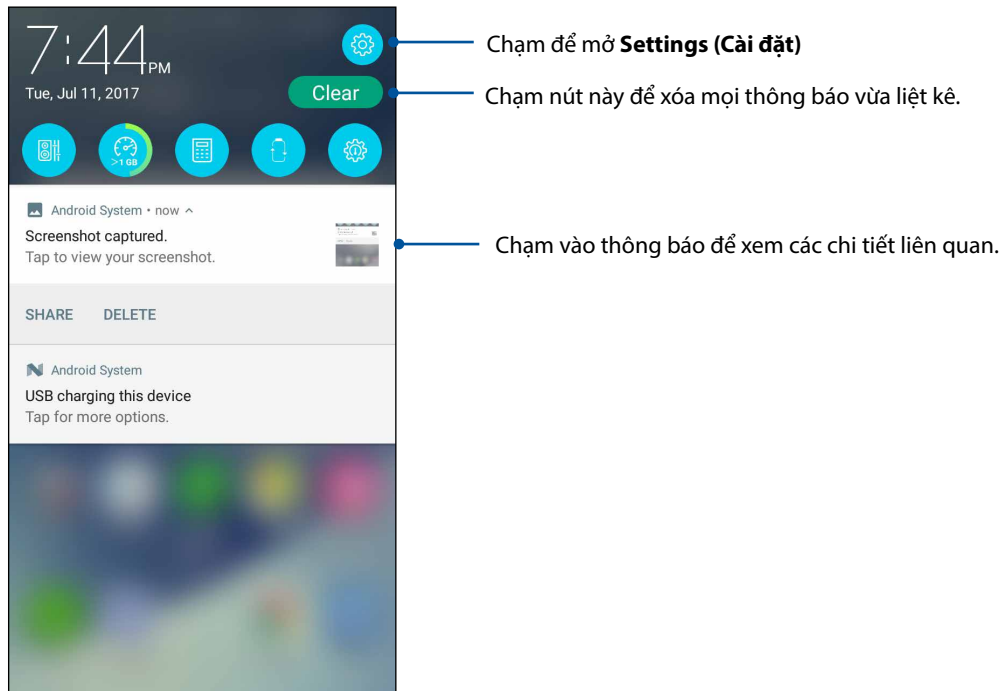 7:44 PM
Chạm để mở Settings (Cài đặt)
Tue, Jul 11, 2017
Clear
Chạm nút này để xóa mọi thông báo vừa liệt kê.
>1 GB
Android System • now ^
Screenshot captured.
Tap to view your screenshot.
Chạm vào thông báo để xem các chi tiết liên quan.
SHARE DELETE
Android System
USB charging this device
Tap for more options.